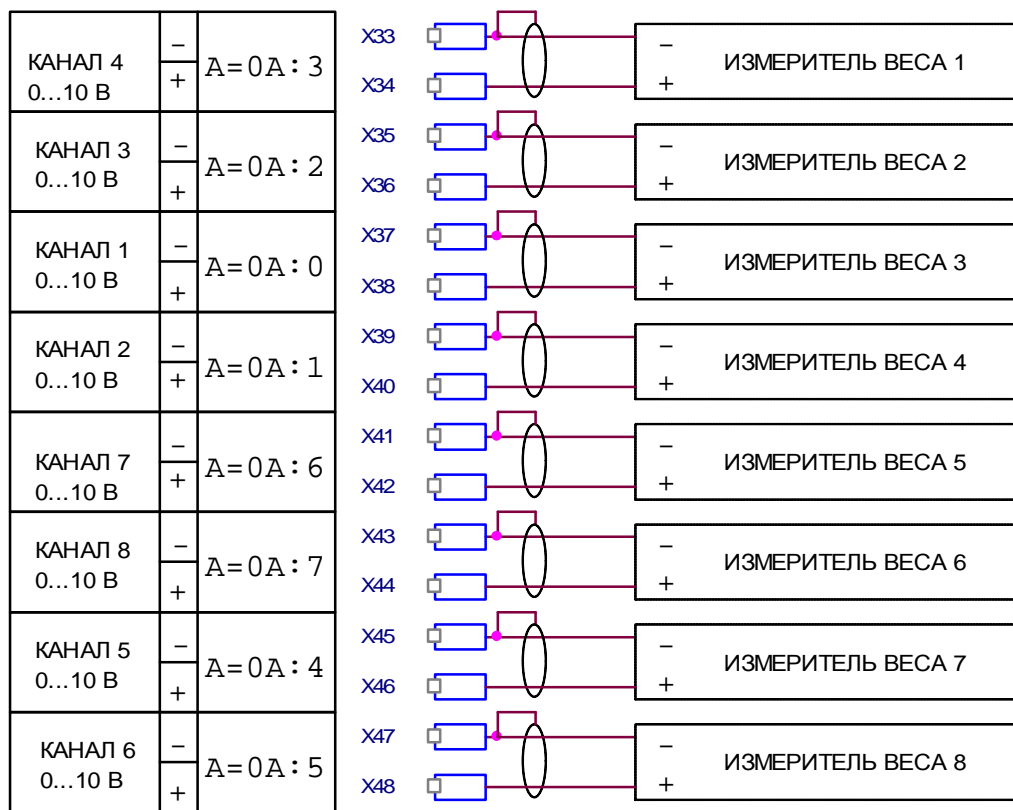 КАНАЛ 4
0...10 В
−
+
A=0A:3
X33
X34
−
+
ИЗМЕРИТЕЛЬ ВЕСА 1
КАНАЛ 3
0...10 В
−
+
A=0A:2
X35
X36
−
+
ИЗМЕРИТЕЛЬ ВЕСА 2
КАНАЛ 1
0...10 В
−
+
A=0A:0
X37
X38
−
+
ИЗМЕРИТЕЛЬ ВЕСА 3
КАНАЛ 2
0...10 В
−
+
A=0A:1
X39
X40
−
+
ИЗМЕРИТЕЛЬ ВЕСА 4
КАНАЛ 7
0...10 В
−
+
A=0A:6
X41
X42
−
+
ИЗМЕРИТЕЛЬ ВЕСА 5
КАНАЛ 8
0...10 В
−
+
A=0A:7
X43
X44
−
+
ИЗМЕРИТЕЛЬ ВЕСА 6
КАНАЛ 5
0...10 В
−
+
A=0A:4
X45
X46
−
+
ИЗМЕРИТЕЛЬ ВЕСА 7
КАНАЛ 6
0...10 В
−
+
A=0A:5
X47
X48
−
+
ИЗМЕРИТЕЛЬ ВЕСА 8